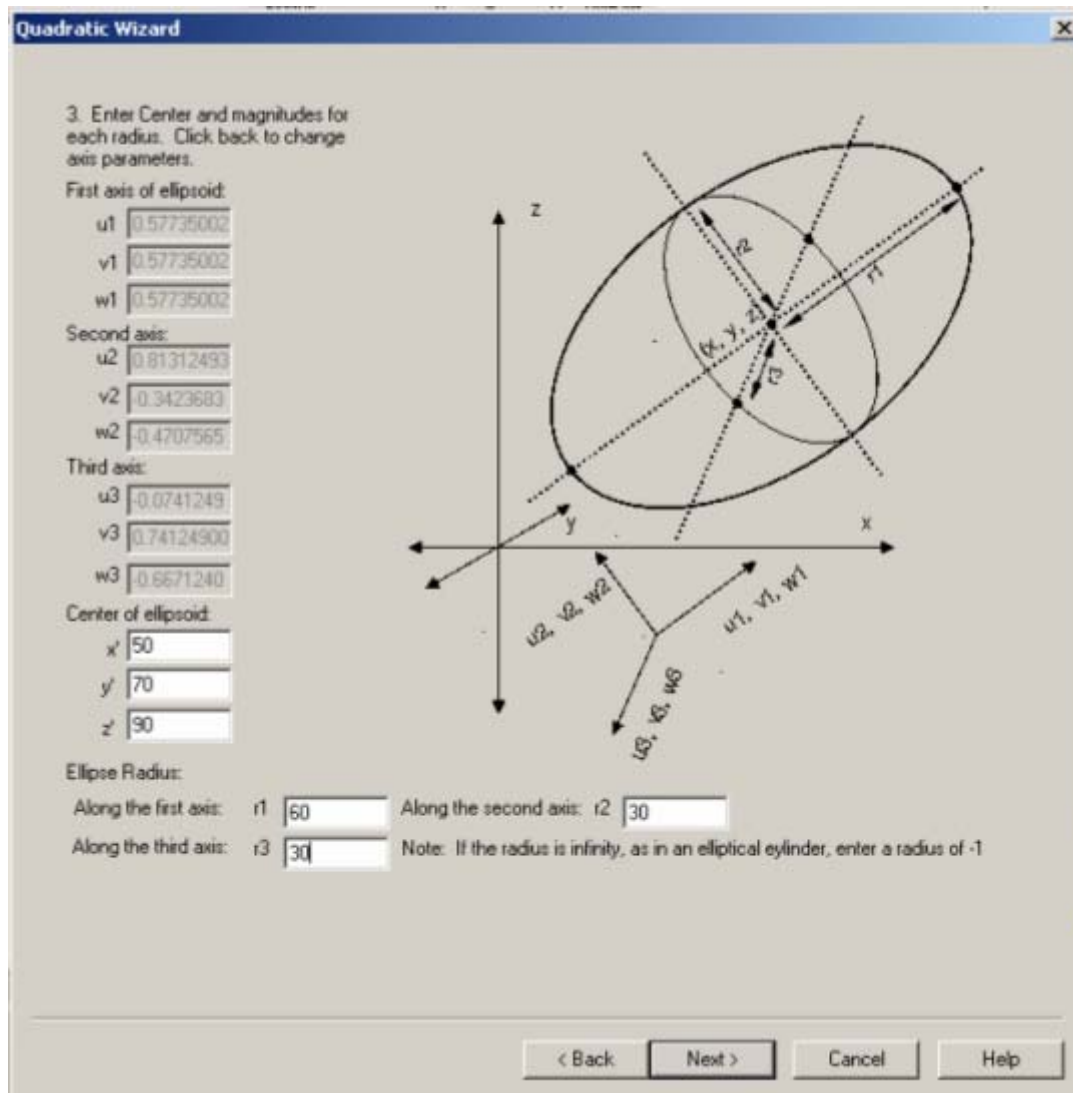 Quadratic Wizard
3. Enter Center and magnitudes for
each radius. Click back to change
axis parameters.
First axis of ellipsoid:
u1 0.57735002
v1 0.57735002
w1 0.57735002
Second axis:
u2 0.81312493
v2 -0.3423683
w2 -0.4707565
Third axis:
u3 -0.0741249
v3 0.74124900
w3 -0.6671240
Center of ellipsoid:
x' 50
y' 70
z' 90
Ellipse Radius:
Along the first axis: r1 60 Along the second axis: r2 30
Along the third axis: r3 30 Note: If the radius is infinity, as in an elliptical eylinder, enter a radius of -1
z
r2
r1
(x, y, z)
r3
y
x
u2, v2, w2
u1, v1, w1
u3, v3, w3
< Back Next > Cancel Help